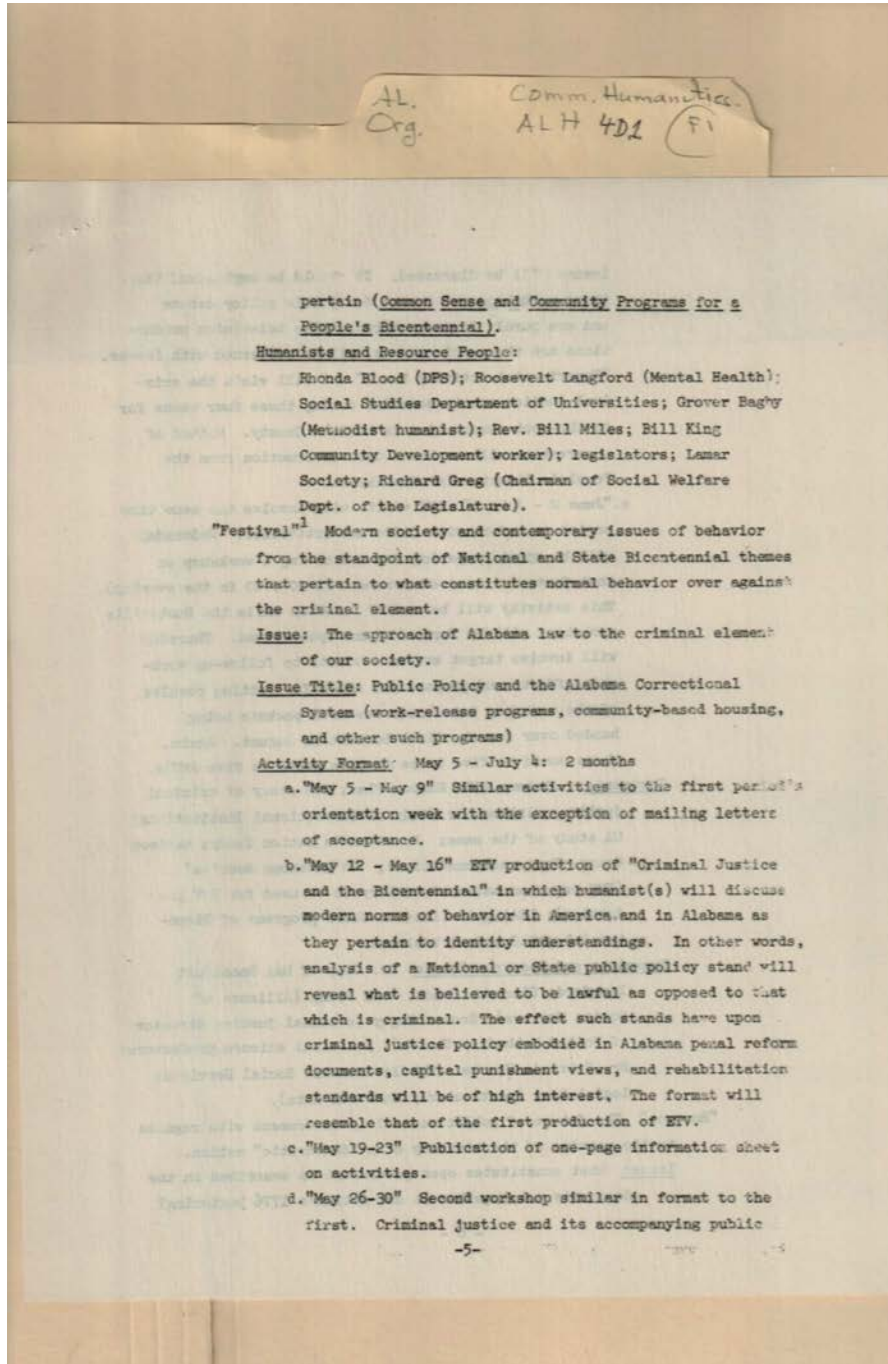 AL. Comm. Humanities.
Org. ALH 4D1 F1
pertain (Common Sense and Community Programs for a
People's Bicentennial).
Humanists and Resource People:
Rhonda Blood (DPS); Roosevelt Langford (Mental Health);
Social Studies Department of Universities; Grover Bagby
(Methodist humanist); Rev. Bill Miles; Bill King
Community Development worker); legislators; Lamar
Society; Richard Greg (Chairman of Social Welfare
Dept. of the Legislature).
"Festival"1 Modern society and contemporary issues of behavior
from the standpoint of National and State Bicentennial themes
that pertain to what constitutes normal behavior over against
the criminal element.
Issue: The approach of Alabama law to the criminal element
of our society.
Issue Title: Public Policy and the Alabama Correctional
System (work-release programs, community-based housing,
and other such programs)
Activity Format: May 5 - July 4: 2 months
a."May 5 - May 9" Similar activities to the first period's
orientation week with the exception of mailing letters
of acceptance.
b."May 12 - May 16" ETV production of "Criminal Justice
and the Bicentennial" in which humanist(s) will discuss
modern norms of behavior in America and in Alabama as
they pertain to identity understandings. In other words,
analysis of a National or State public policy stand will
reveal what is believed to be lawful as opposed to that
which is criminal. The effect such stands have upon
criminal justice policy embodied in Alabama penal reform
documents, capital punishment views, and rehabilitation
standards will be of high interest. The format will
resemble that of the first production of ETV.
c."May 19-23" Publication of one-page information sheet
on activities.
d."May 26-30" Second workshop similar in format to the
first. Criminal justice and its accompanying public
-5-